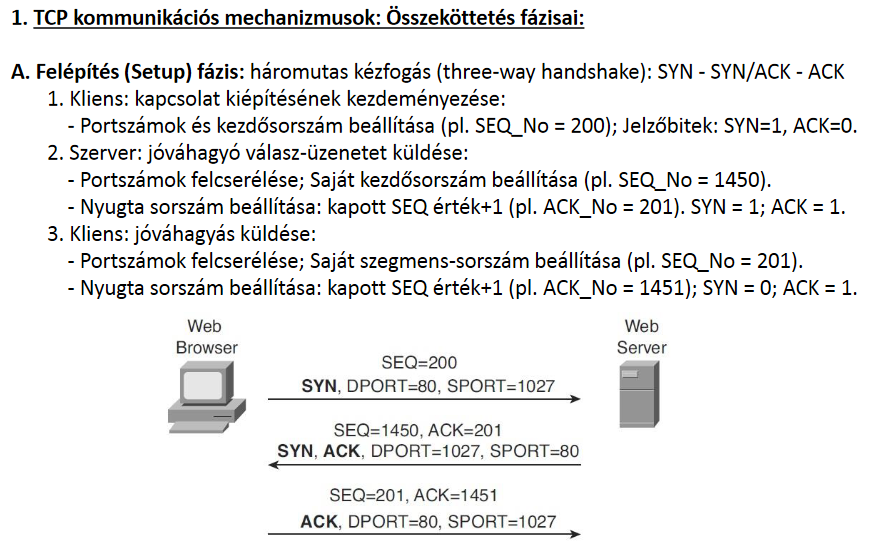 1. TCP kommunikációs mechanizmusok: Összeköttetés fázisai:
A. Felépítés (Setup) fázis: háromutas kézfogás (three-way handshake): SYN - SYN/ACK - ACK
1. Kliens: kapcsolat kiépítésének kezdeményezése:
- Portszámok és kezdősorszám beállítása (pl. SEQ_No = 200); Jelzőbitek: SYN=1, ACK=0.
2. Szerver: jóváhagyó válasz-üzenetet küldése:
- Portszámok felcserélése; Saját kezdősorszám beállítása (pl. SEQ_No = 1450).
- Nyugta sorszám beállítása: kapott SEQ érték+1 (pl. ACK_No = 201). SYN = 1; ACK = 1.
3. Kliens: jóváhagyás küldése:
- Portszámok felcserélése; Saját szegmens-sorszám beállítása (pl. SEQ_No = 201).
- Nyugta sorszám beállítása: kapott SEQ érték+1 (pl. ACK_No = 1451); SYN = 0; ACK = 1.
Web
Browser
Web
Server
SEQ=200
SYN, DPORT=80, SPORT=1027
SEQ=1450, ACK=201
SYN, ACK, DPORT=1027, SPORT=80
SEQ=201, ACK=1451
ACK, DPORT=80, SPORT=1027